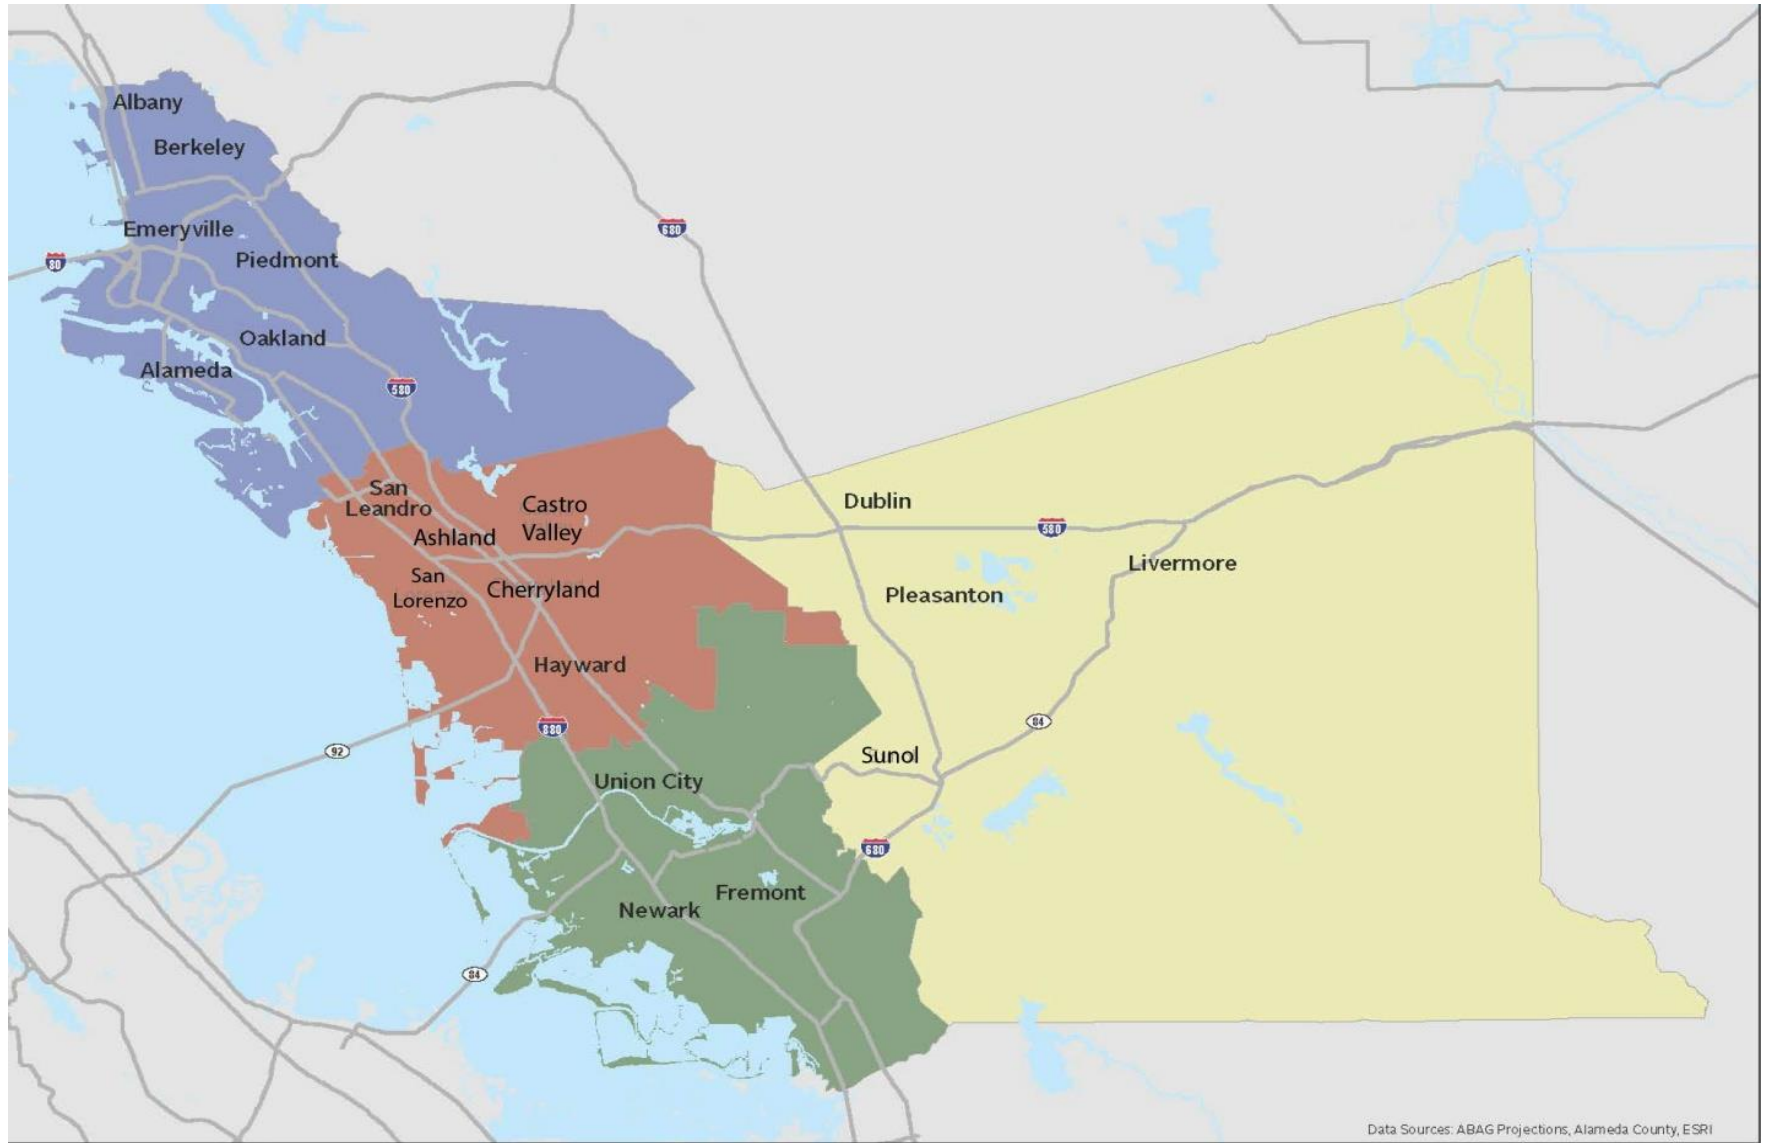 Albany
Berkeley
680
Emeryville
80
Piedmont
Oakland
Alameda
580
San
Leandro
Castro
Valley
Dublin
Ashland
580
Livermore
San
Lorenzo
Cherryland
Pleasanton
Hayward
880
84
92
Sunol
Union City
680
Fremont
Newark
84
Data Sources: ABAG Projections, Alameda County, ESRI